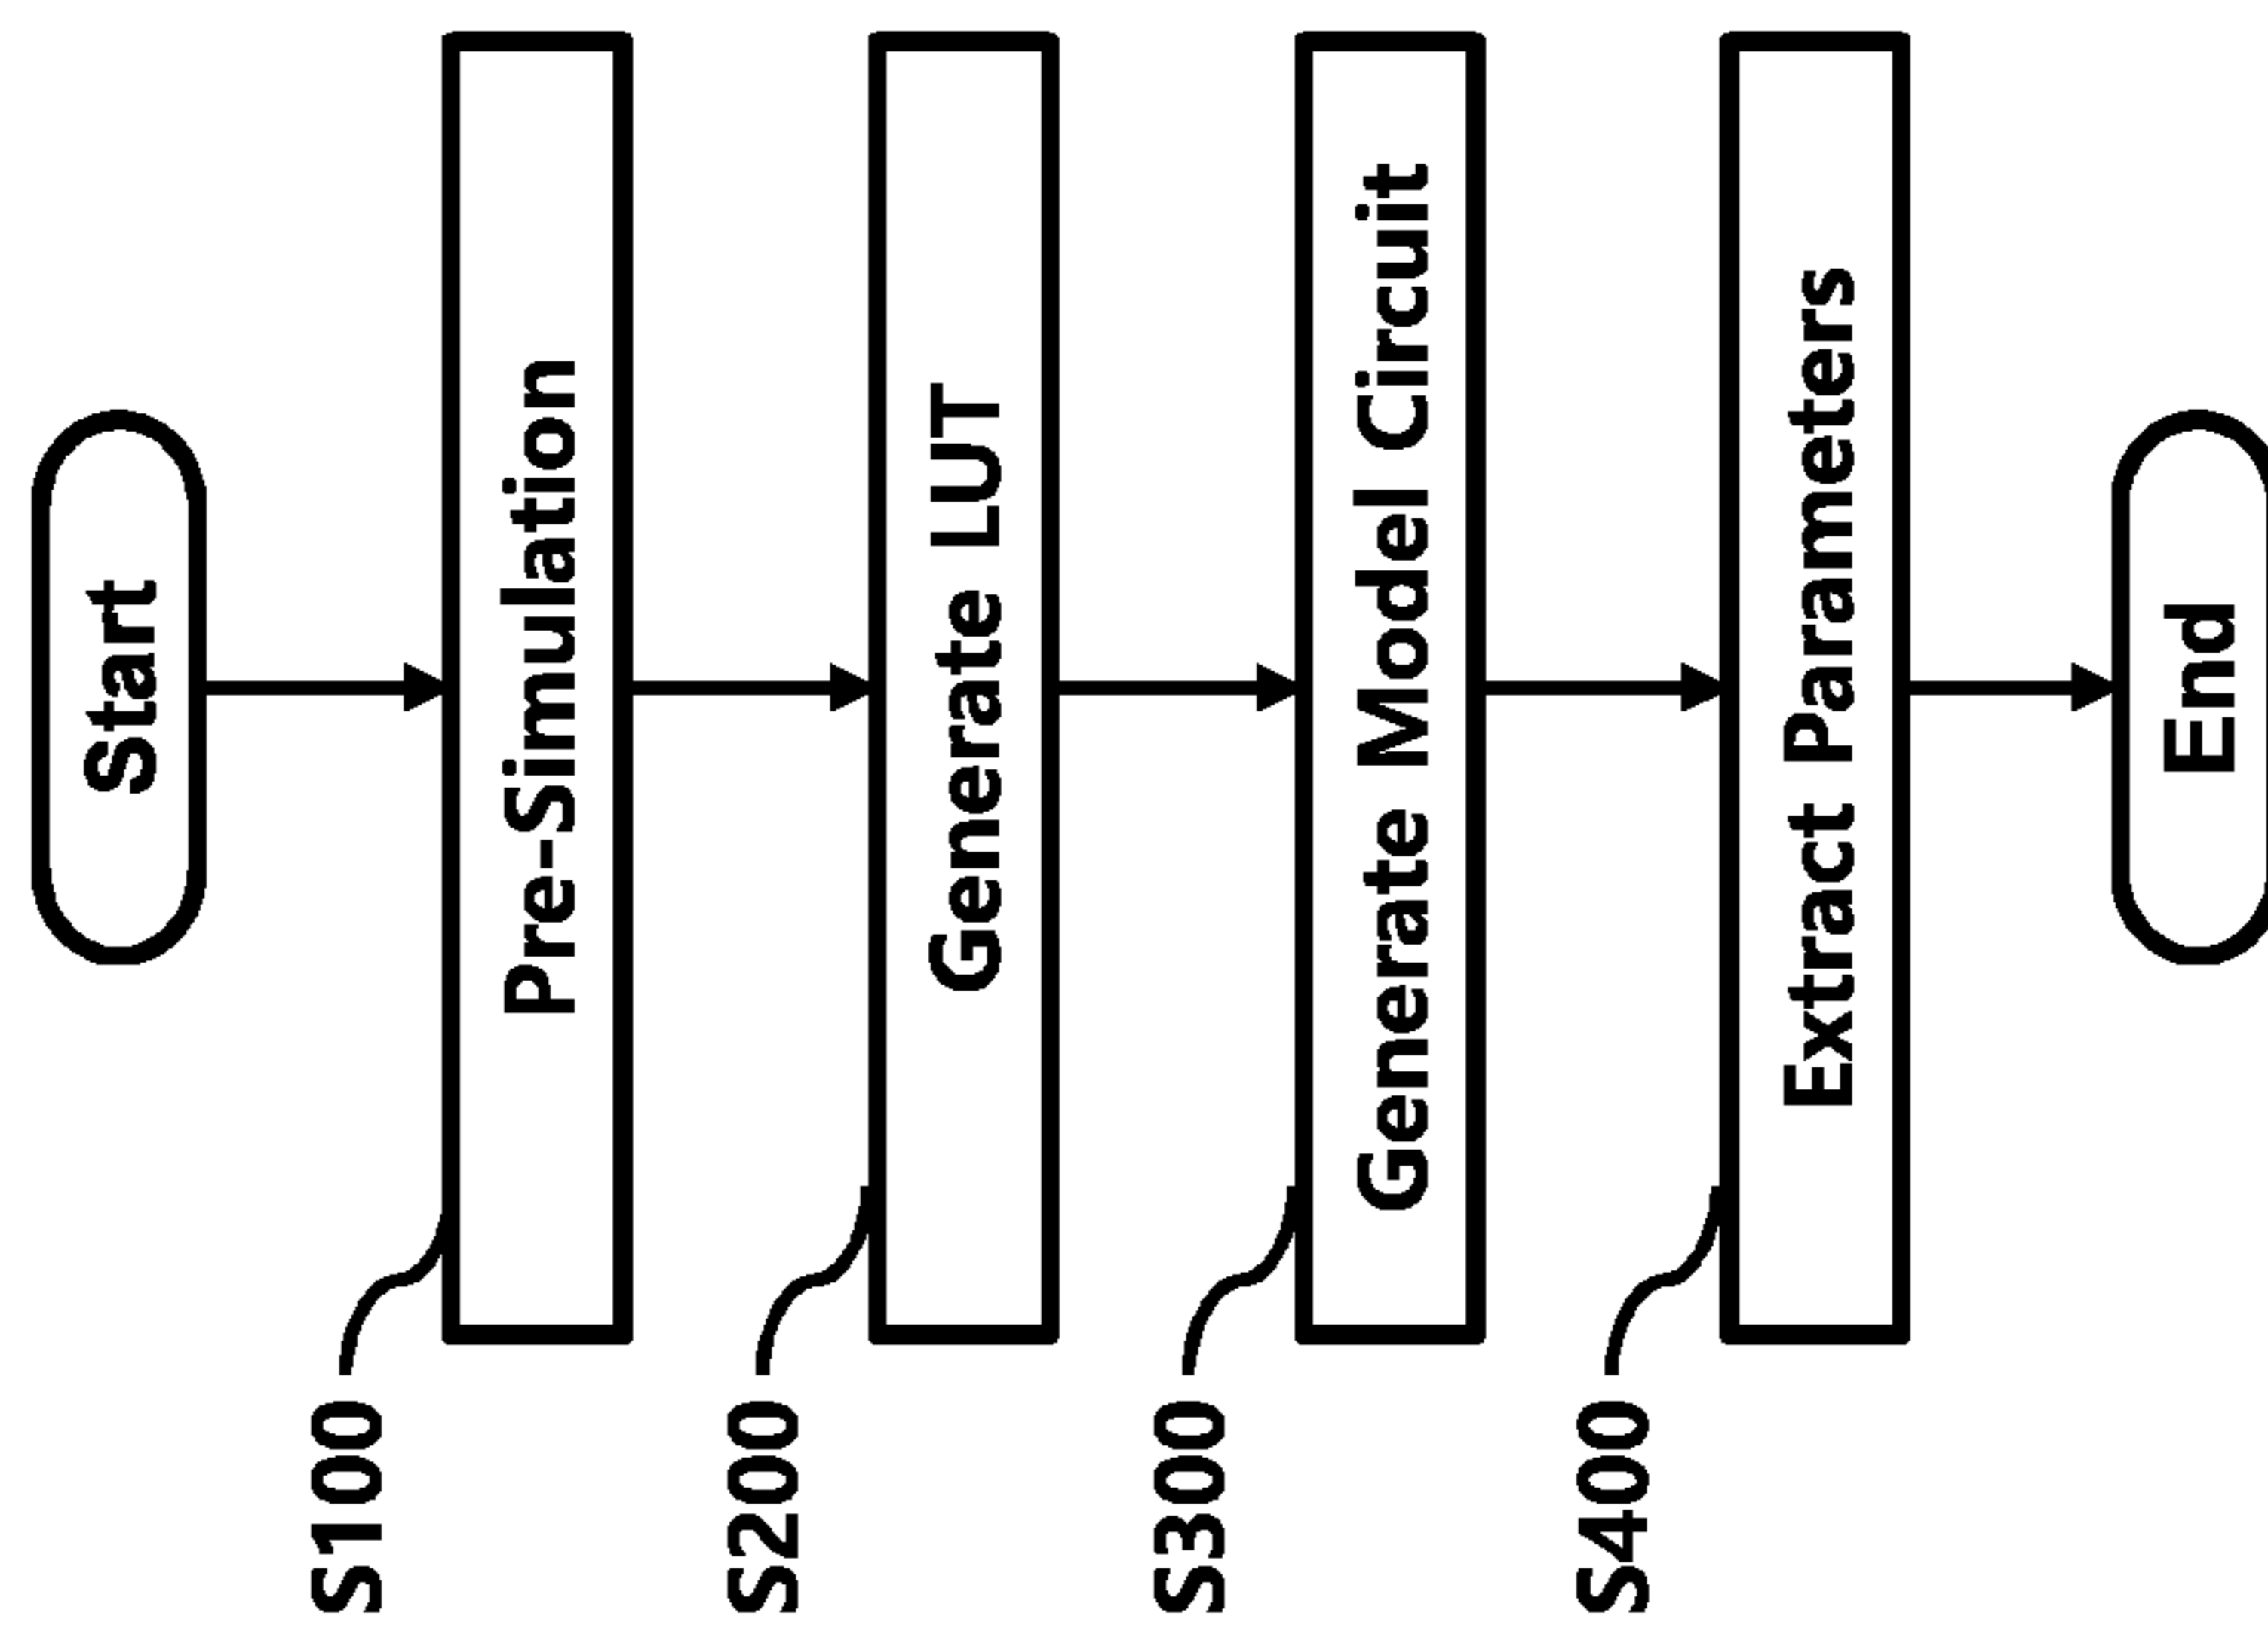 Start
S100
Pre-Simulation
S200
Generate LUT
S300
Generate Model Circuit
S400
Extract Parameters
End